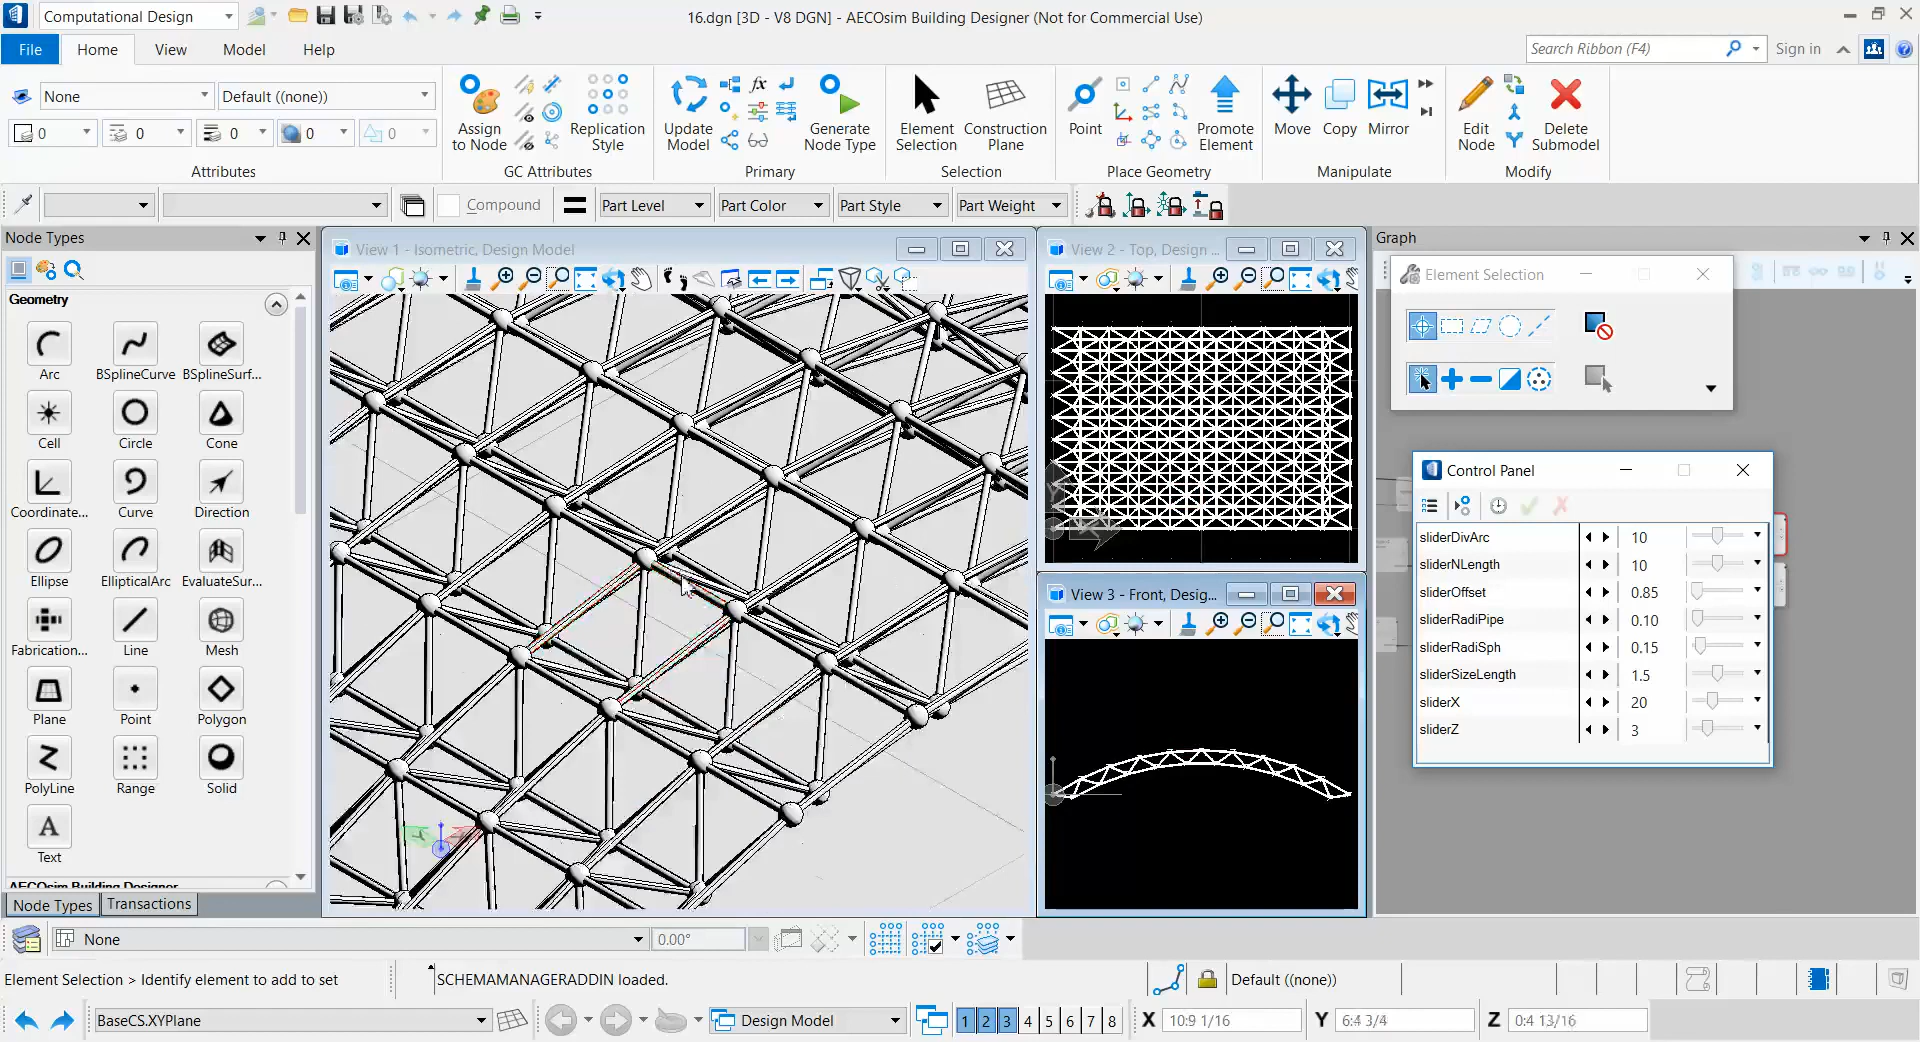 Computational Design
16.dgn [3D - V8 DGN] - AECOsim Building Designer (Not for Commercial Use)
File
Home
View
Model
Help
Search Ribbon (F4)
Sign in
None
Default ((none))
0
0
0
0
0
Attributes
Assign to Node
Replication Style
GC Attributes
Update Model
fx
Generate Node Type
Primary
Element Selection
Construction Plane
Selection
Point
Promote Element
Place Geometry
Move
Copy
Mirror
Manipulate
Edit Node
Delete Submodel
Modify
Compound
Part Level
Part Color
Part Style
Part Weight
Node Types
Geometry
Arc
BSplineCurve
BSplineSurf...
Cell
Circle
Cone
Coordinate...
Curve
Direction
Ellipse
EllipticalArc
EvaluateSur...
Fabrication...
Line
Mesh
Plane
Point
Polygon
PolyLine
Range
Solid
A
Text
AECOsim Building Designer
Node Types
Transactions
View 1 - Isometric, Design Model
View 2 - Top, Design ...
View 3 - Front, Desig...
Graph
Element Selection
Control Panel
sliderDivArc 10
sliderNLength 10
sliderOffset 0.85
sliderRadiPipe 0.10
sliderRadiSph 0.15
sliderSizeLength 1.5
sliderX 20
sliderZ 3
None
0.00°
Element Selection > Identify element to add to set
SCHEMAMANAGERADDIN loaded.
Default ((none))
BaseCS.XYPlane
Design Model
1 2 3 4 5 6 7 8
X 10:9 1/16
Y 6:4 3/4
Z 0:4 13/16